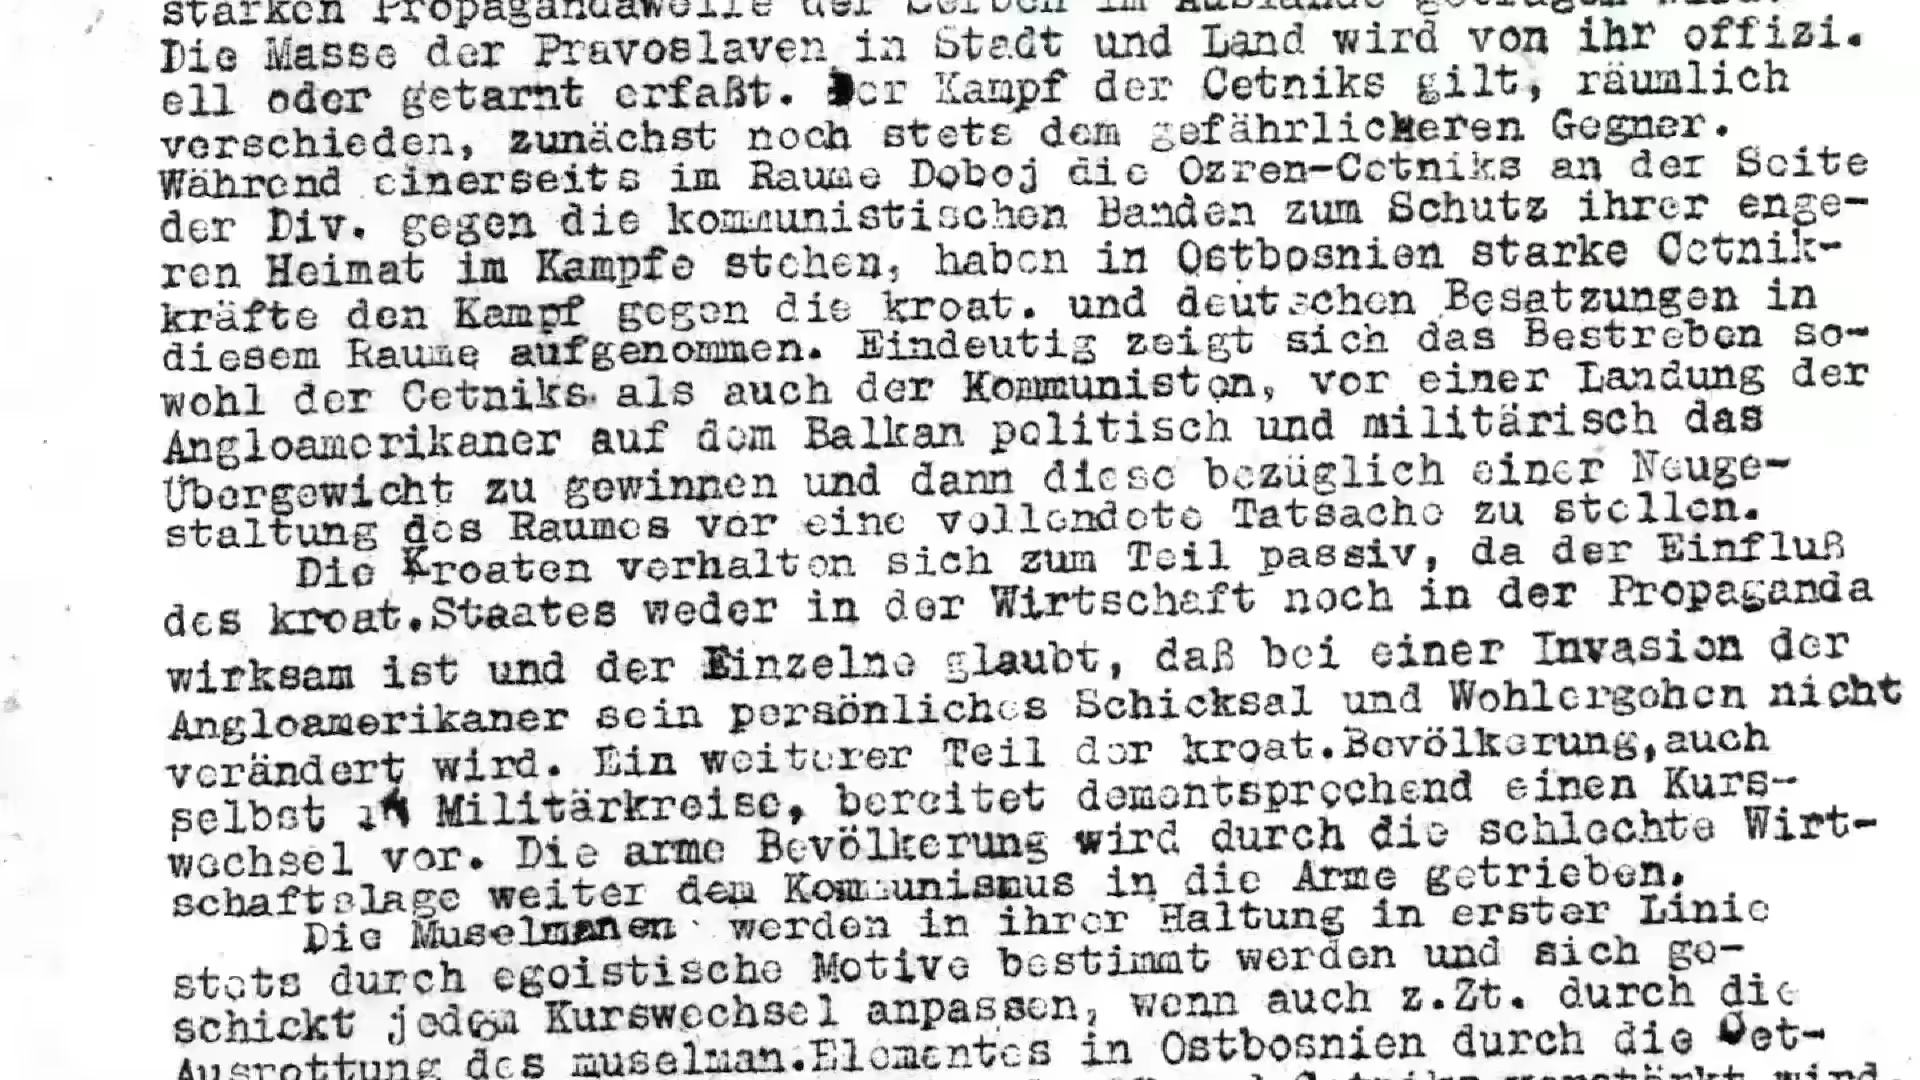 starken Propagandawelle der Serben im Auslande getragen wird.
Die Masse der Pravoslaven in Stadt und Land wird von ihr offizi.
ell oder getarnt erfaßt. Der Kampf der Cetniks gilt, räumlich
verschieden, zunächst noch stets dem gefährlicheren Gegner.
Während einerseits im Raume Doboj die Ozren-Cetniks an der Seite
der Div. gegen die kommunistischen Banden zum Schutz ihrer enge-
ren Heimat im Kampfe stehen, haben in Ostbosnien starke Cetnik-
kräfte den Kampf gegen die kroat. und deutschen Besatzungen in
diesem Raume aufgenommen. Eindeutig zeigt sich das Bestreben so-
wohl der Cetniks als auch der Kommunisten, vor einer Landung der
Angloamerikaner auf dem Balkan politisch und militärisch das
Übergewicht zu gewinnen und dann diese bezüglich einer Neuge-
staltung des Raumes vor eine vollendete Tatsache zu stellen.
Die Kroaten verhalten sich zum Teil passiv, da der Einfluß
des kroat.Staates weder in der Wirtschaft noch in der Propaganda
wirksam ist und der Einzelne glaubt, daß bei einer Invasion der
Angloamerikaner sein persönliches Schicksal und Wohlergehen nicht
verändert wird. Ein weiterer Teil der kroat.Bevölkerung,auch
selbst in Militärkreise, bereitet dementsprechend einen Kurs-
wechsel vor. Die arme Bevölkerung wird durch die schlechte Wirt-
schaftslage weiter dem Kommunismus in die Arme getrieben.
Die Muselmanen werden in ihrer Haltung in erster Linie
stets durch egoistische Motive bestimmt werden und sich ge-
schickt jedem Kurswechsel anpassen, wenn auch z.Zt. durch die
Ausrottung des muselman.Elementes in Ostbosnien durch die Cet-